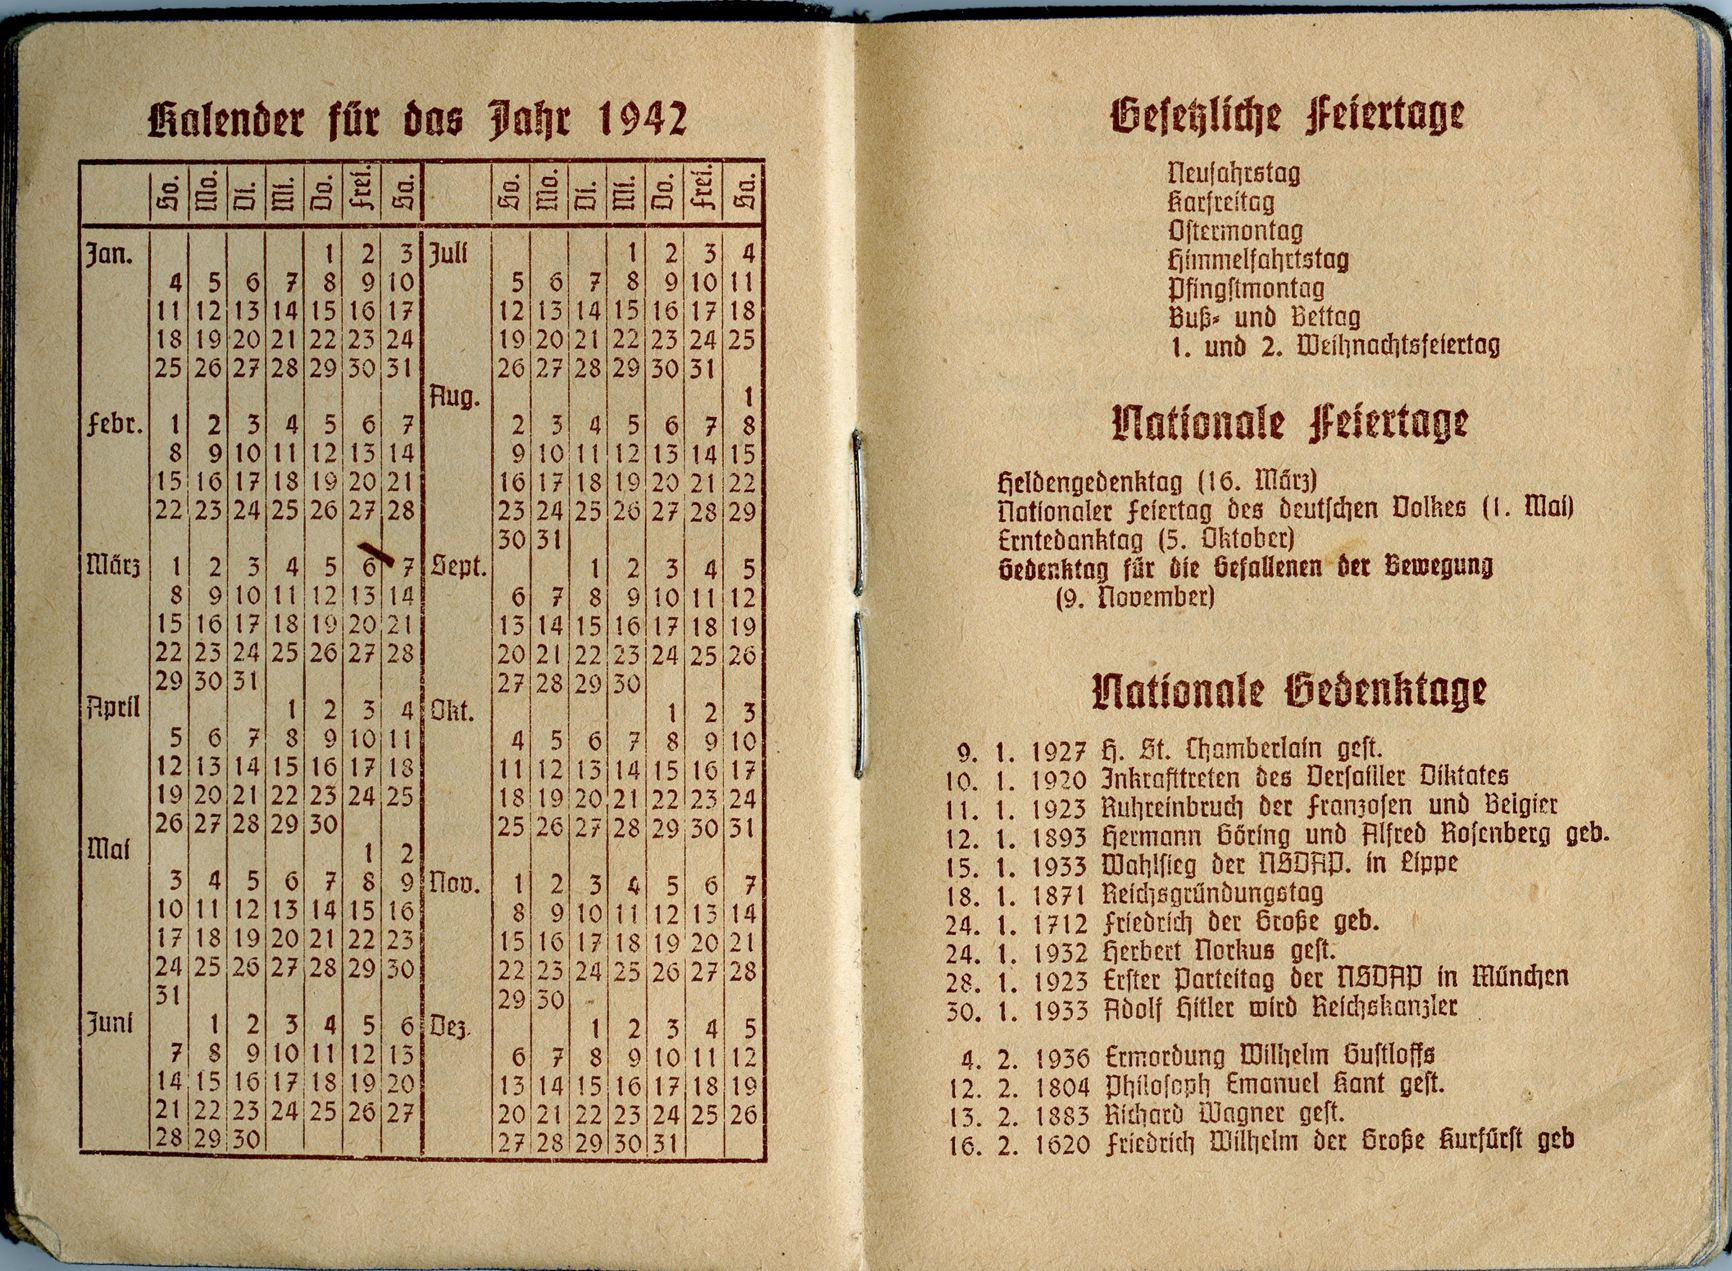 Kalender für das Jahr 1942
So. Mo. Di. Mi. Do. Frei. Sa.
Jan. 1 2 3
4 5 6 7 8 9 10
11 12 13 14 15 16 17
18 19 20 21 22 23 24
25 26 27 28 29 30 31
Febr. 1 2 3 4 5 6 7
8 9 10 11 12 13 14
15 16 17 18 19 20 21
22 23 24 25 26 27 28
März 1 2 3 4 5 6 7
8 9 10 11 12 13 14
15 16 17 18 19 20 21
22 23 24 25 26 27 28
29 30 31
April 1 2 3 4
5 6 7 8 9 10 11
12 13 14 15 16 17 18
19 20 21 22 23 24 25
26 27 28 29 30
Mai 1 2
3 4 5 6 7 8 9
10 11 12 13 14 15 16
17 18 19 20 21 22 23
24 25 26 27 28 29 30
31
Juni 1 2 3 4 5 6
7 8 9 10 11 12 13
14 15 16 17 18 19 20
21 22 23 24 25 26 27
28 29 30
So. Mo. Di. Mi. Do. Frei. Sa.
Juli 1 2 3 4
5 6 7 8 9 10 11
12 13 14 15 16 17 18
19 20 21 22 23 24 25
26 27 28 29 30 31
Aug. 1
2 3 4 5 6 7 8
9 10 11 12 13 14 15
16 17 18 19 20 21 22
23 24 25 26 27 28 29
30 31
Sept. 1 2 3 4 5
6 7 8 9 10 11 12
13 14 15 16 17 18 19
20 21 22 23 24 25 26
27 28 29 30
Okt. 1 2 3
4 5 6 7 8 9 10
11 12 13 14 15 16 17
18 19 20 21 22 23 24
25 26 27 28 29 30 31
Nov. 1 2 3 4 5 6 7
8 9 10 11 12 13 14
15 16 17 18 19 20 21
22 23 24 25 26 27 28
29 30
Dez. 1 2 3 4 5
6 7 8 9 10 11 12
13 14 15 16 17 18 19
20 21 22 23 24 25 26
27 28 29 30 31
Gesetzliche Feiertage
Neujahrstag
Karfreitag
Ostermontag
Himmelfahrtstag
Pfingstmontag
Buß- und Bettag
1. und 2. Weihnachtsfeiertag
Nationale Feiertage
Heldengedenktag (16. März)
Nationaler Feiertag des deutschen Volkes (1. Mai)
Erntedanktag (5. Oktober)
Gedenktag für die Gefallenen der Bewegung
(9. November)
Nationale Gedenktage
9. 1. 1927 H. St. Chamberlain gest.
10. 1. 1920 Inkrafttreten des Versailler Diktates
11. 1. 1923 Ruhreinbruch der Franzosen und Belgier
12. 1. 1893 Hermann Göring und Alfred Rosenberg geb.
15. 1. 1933 Wahlsieg der NSDAP. in Lippe
18. 1. 1871 Reichsgründungstag
24. 1. 1712 Friedrich der Große geb.
24. 1. 1932 Herbert Norkus gest.
28. 1. 1923 Erster Parteitag der NSDAP in München
30. 1. 1933 Adolf Hitler wird Reichskanzler
4. 2. 1936 Ermordung Wilhelm Gustloffs
12. 2. 1804 Philosoph Emanuel Kant gest.
13. 2. 1883 Richard Wagner gest.
16. 2. 1620 Friedrich Wilhelm der Große Kurfürst geb